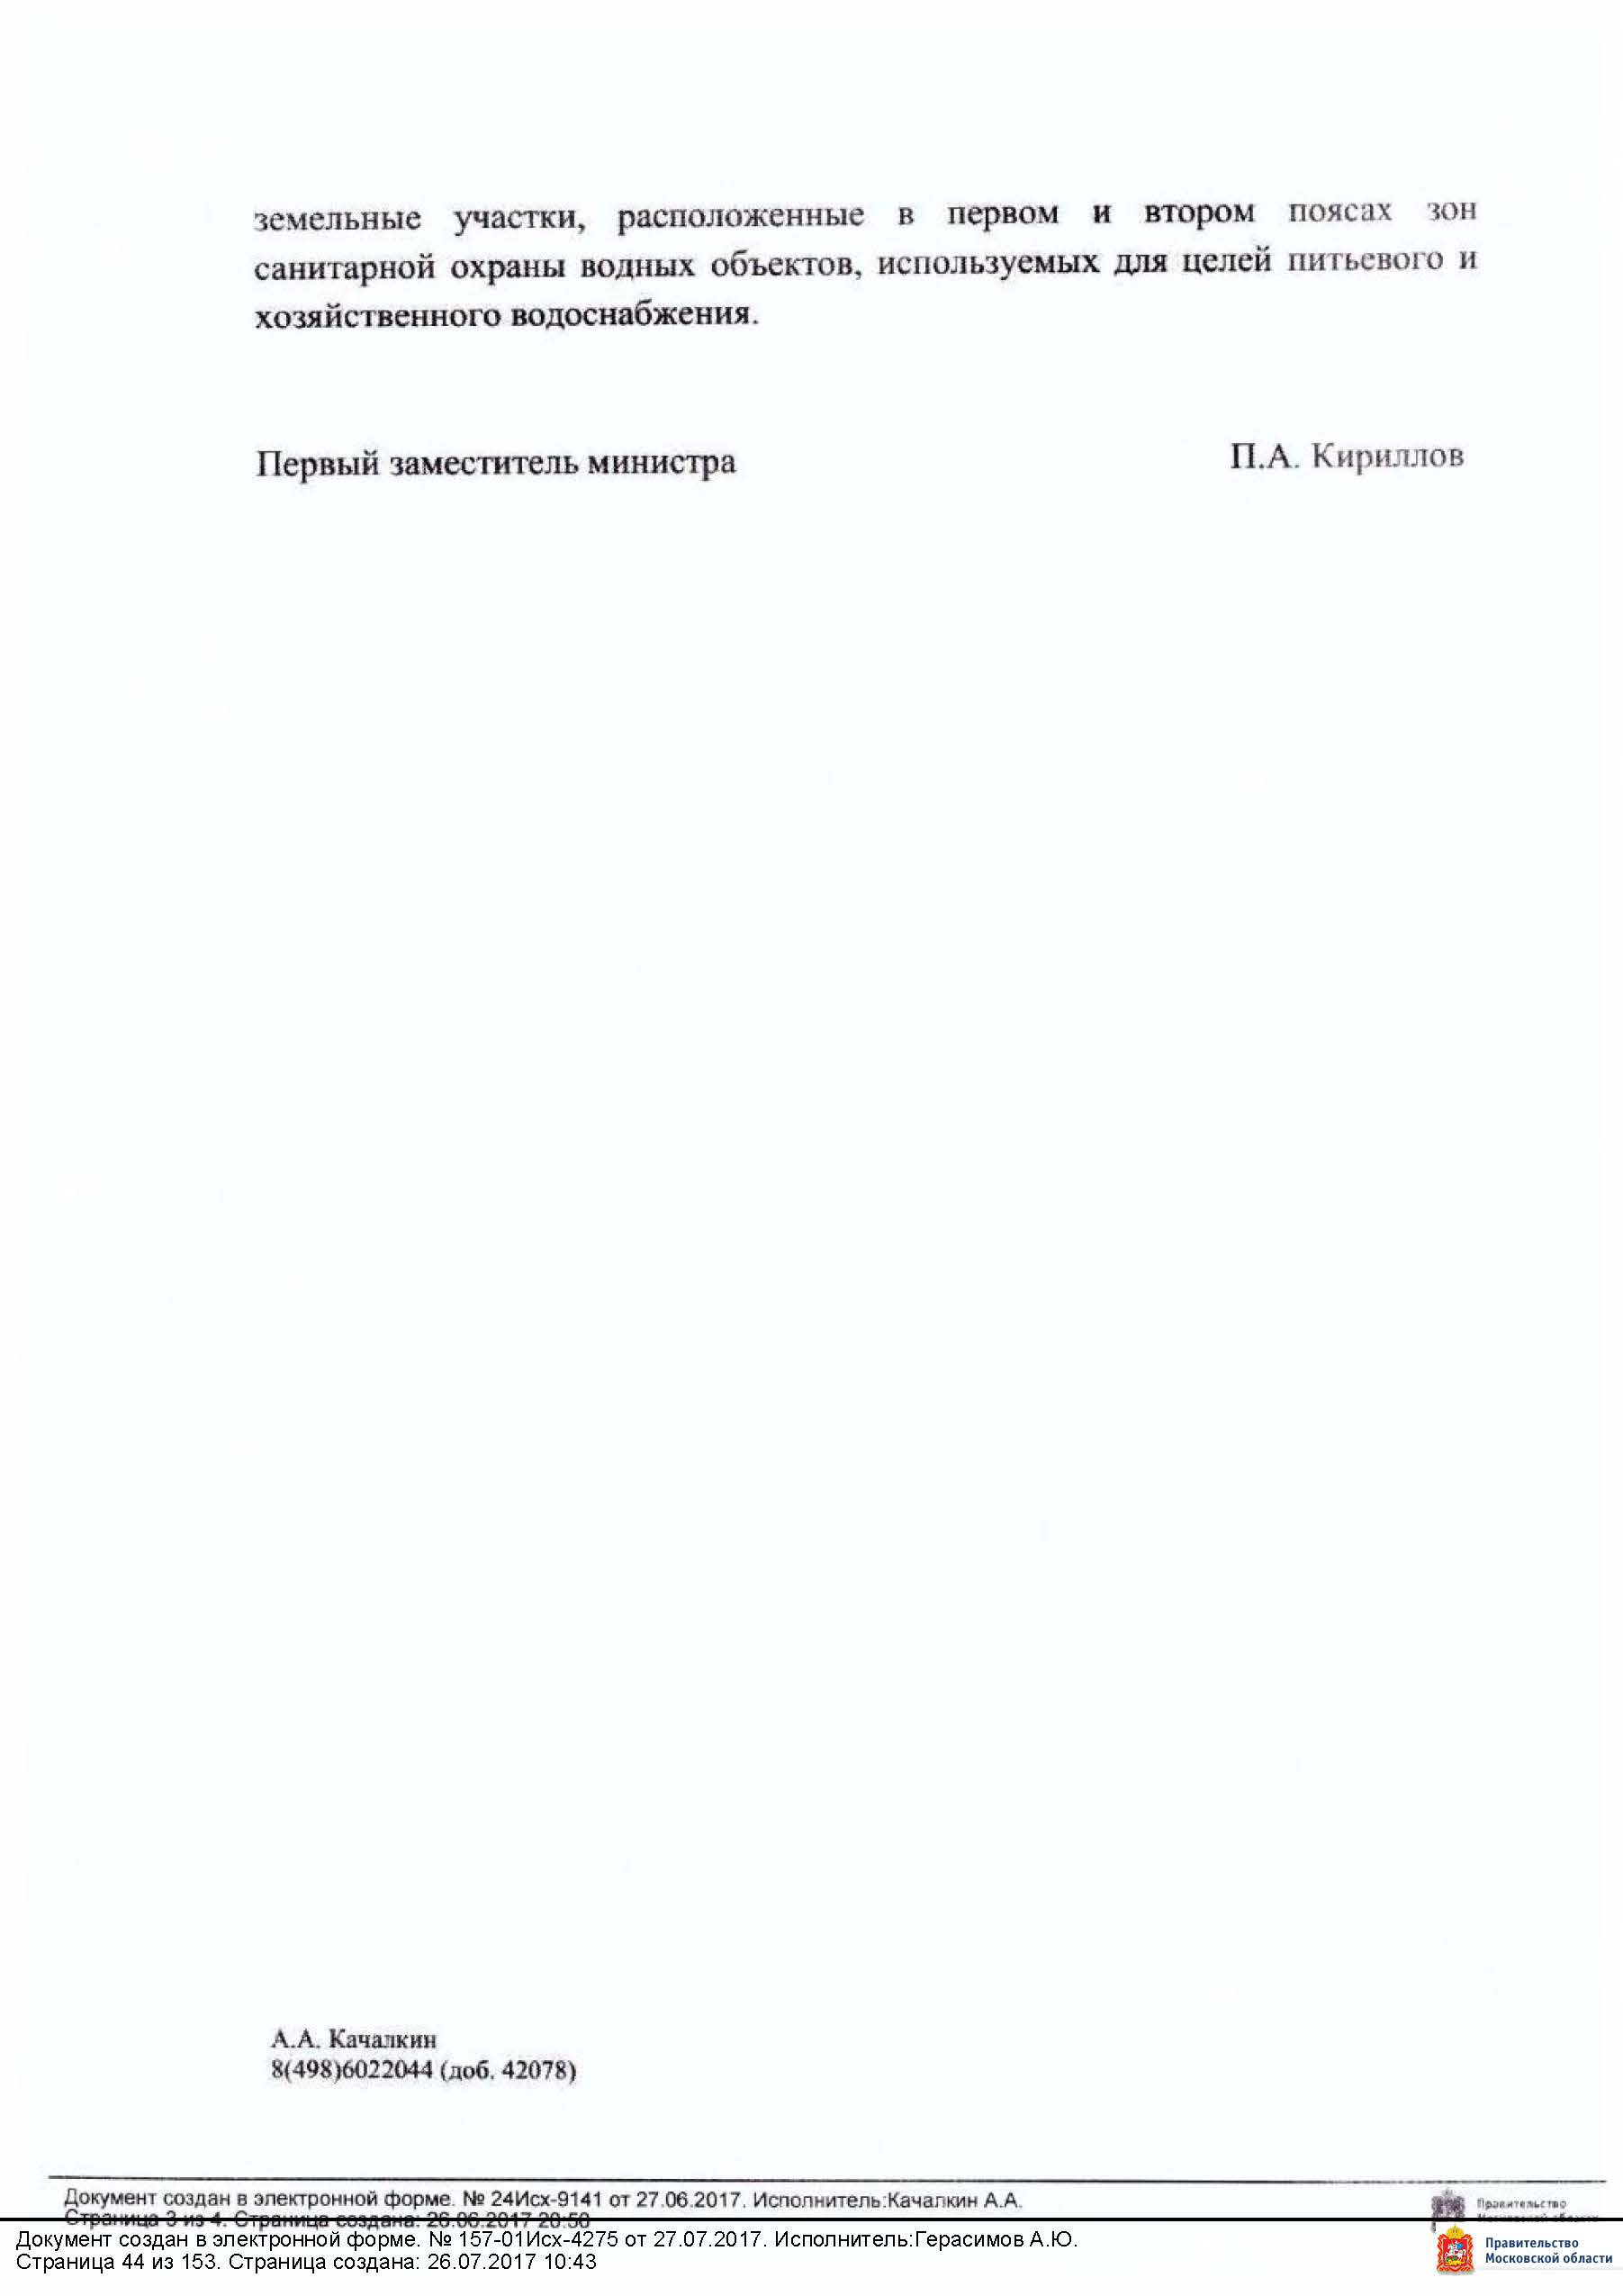 земельные участки, расположенные в первом и втором поясах зон
санитарной охраны водных объектов, используемых для целей питьевого и
хозяйственного водоснабжения.
Первый заместитель министра П.А. Кириллов
А.А. Качалкин
8(498)6022044 (доб. 42078)
Документ создан в электронной форме. № 24Исх-9141 от 27.06.2017. Исполнитель:Качалкин А.А.
Страница 3 из 4. Страница создана: 26.06.2017 20:50
Правительство
Московской области
Документ создан в электронной форме. № 157-01Исх-4275 от 27.07.2017. Исполнитель:Герасимов А.Ю.
Страница 44 из 153. Страница создана: 26.07.2017 10:43
Правительство
Московской области